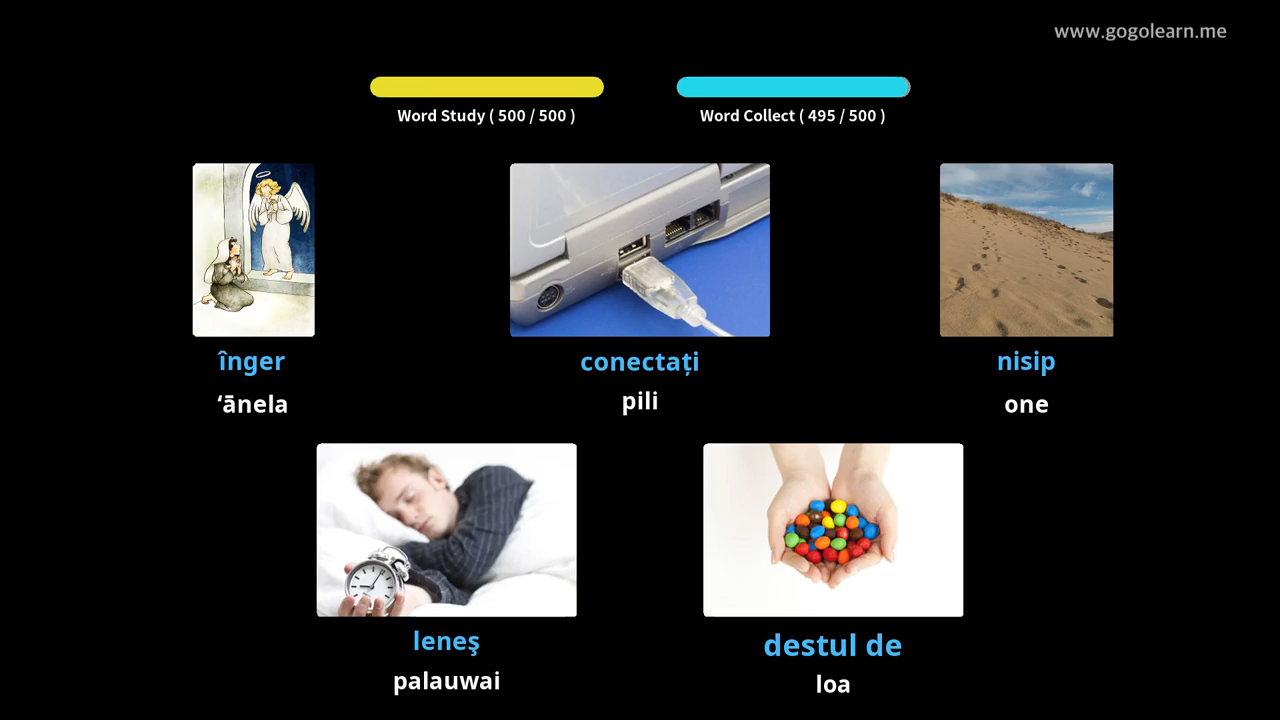 www.gogolearn.me
Word Study ( 500 / 500 )
Word Collect ( 495 / 500 )
înger
ʻānela
conectați
pili
nisip
one
leneş
palauwai
destul de
loa